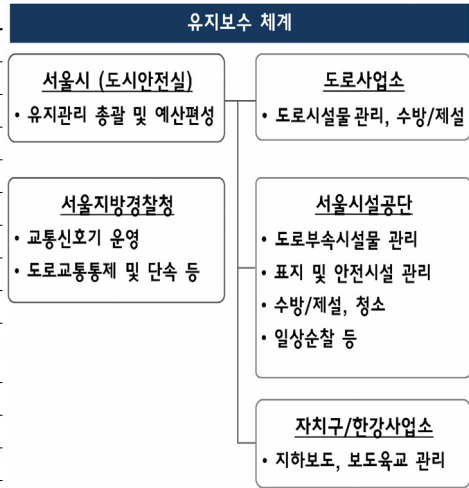 유지보수 체계
서울시 (도시안전실)
• 유지관리 총괄 및 예산편성
도로사업소
• 도로시설물 관리, 수방/제설
서울지방경찰청
• 교통신호기 운영
• 도로교통통제 및 단속 등
서울시설공단
• 도로부속시설물 관리
• 표지 및 안전시설 관리
• 수방/제설, 청소
• 일상순찰 등
자치구/한강사업소
• 지하보도, 보도육교 관리